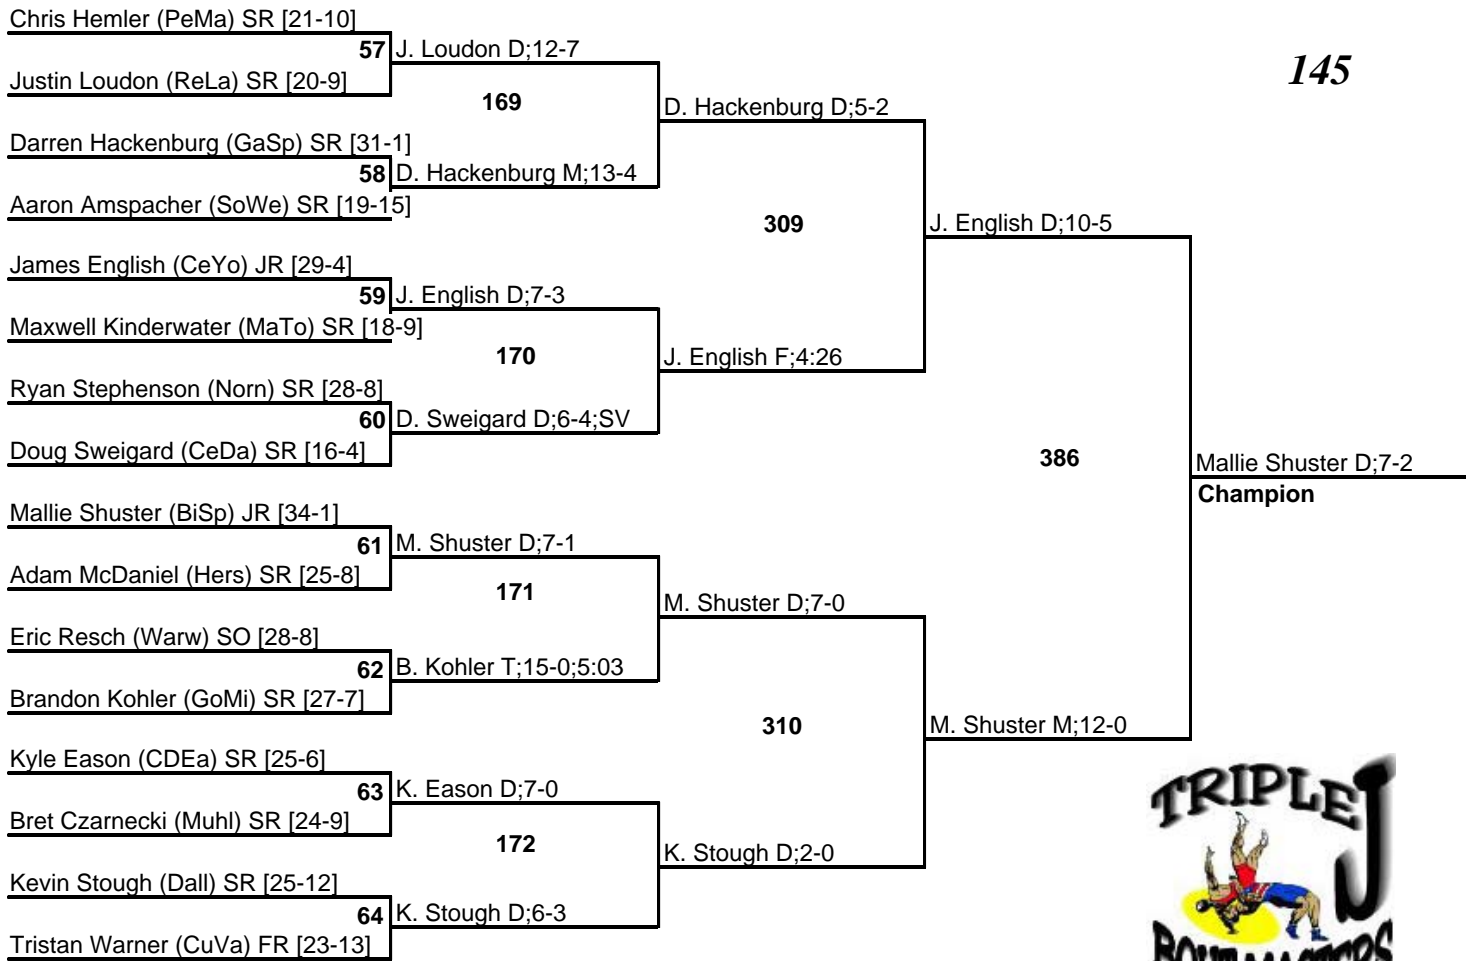 145
Chris Hemler (PeMa) SR [21-10]
57 J. Loudon D;12-7
Justin Loudon (ReLa) SR [20-9]
169
D. Hackenburg D;5-2
Darren Hackenburg (GaSp) SR [31-1]
58 D. Hackenburg M;13-4
Aaron Amspacher (SoWe) SR [19-15]
309
J. English D;10-5
James English (CeYo) JR [29-4]
59 J. English D;7-3
Maxwell Kinderwater (MaTo) SR [18-9]
170
J. English F;4:26
Ryan Stephenson (Norn) SR [28-8]
60 D. Sweigard D;6-4;SV
Doug Sweigard (CeDa) SR [16-4]
386
Mallie Shuster D;7-2
Champion
Mallie Shuster (BiSp) JR [34-1]
61 M. Shuster D;7-1
Adam McDaniel (Hers) SR [25-8]
171
M. Shuster D;7-0
Eric Resch (Warw) SO [28-8]
62 B. Kohler T;15-0;5:03
Brandon Kohler (GoMi) SR [27-7]
310
M. Shuster M;12-0
Kyle Eason (CDEa) SR [25-6]
63 K. Eason D;7-0
Bret Czarnecki (Muhl) SR [24-9]
172
K. Stough D;2-0
Kevin Stough (Dall) SR [25-12]
64 K. Stough D;6-3
Tristan Warner (CuVa) FR [23-13]
TRIPLE J
BOUT MASTERS